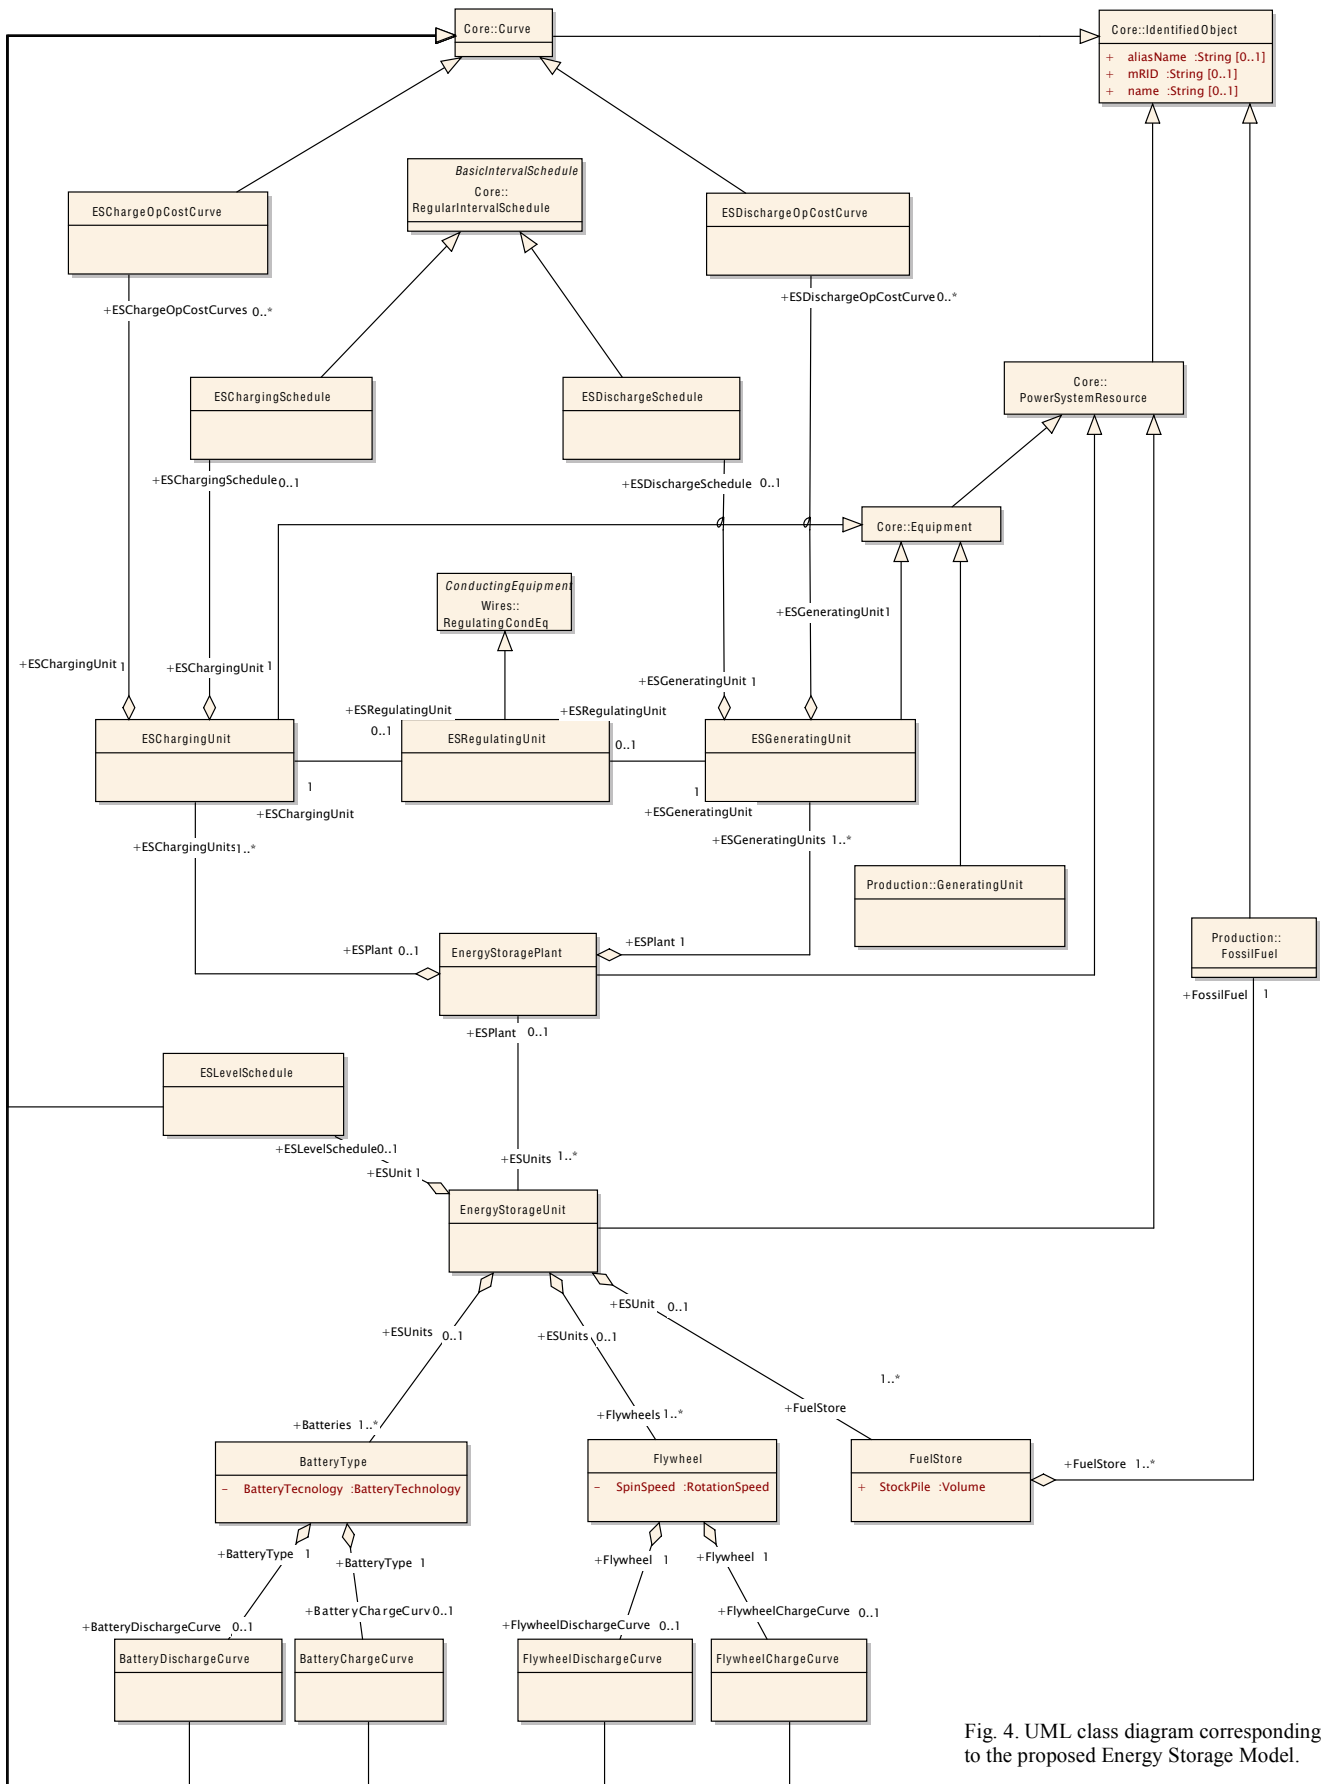 Core::Curve
Core::IdentifiedObject
+ aliasName :String [0..1]
+ mRID :String [0..1]
+ name :String [0..1]
BasicIntervalSchedule
Core::
RegularIntervalSchedule
ESChargeOpCostCurve
ESDischargeOpCostCurve
+ESChargeOpCostCurves 0..*
+ESDischargeOpCostCurve 0..*
ESChargingSchedule
ESDischargeSchedule
Core::
PowerSystemResource
+ESChargingSchedule 0..1
+ESDischargeSchedule 0..1
Core::Equipment
ConductingEquipment
Wires::
RegulatingCondEq
+ESGeneratingUnit 1
+ESChargingUnit 1
+ESChargingUnit 1
+ESGeneratingUnit 1
+ESRegulatingUnit
0..1
+ESRegulatingUnit
0..1
ESChargingUnit
ESRegulatingUnit
ESGeneratingUnit
1
+ESChargingUnit
1
+ESGeneratingUnit
+ESChargingUnits 1..*
+ESGeneratingUnits 1..*
Production::GeneratingUnit
+ESPlant 0..1
EnergyStoragePlant
+ESPlant 1
Production::
FossilFuel
+FossilFuel 1
+ESPlant 0..1
ESLevelSchedule
+ESLevelSchedule 0..1
+ESUnit 1
+ESUnits 1..*
EnergyStorageUnit
+ESUnits 0..1
+ESUnits 0..1
+ESUnit 0..1
+Batteries 1..*
+Flywheels 1..*
1..*
+FuelStore
BatteryType
- BatteryTecnology :BatteryTechnology
Flywheel
- SpinSpeed :RotationSpeed
FuelStore
+ StockPile :Volume
+FuelStore 1..*
+BatteryType 1
+BatteryType 1
+Flywheel 1
+Flywheel 1
+BatteryDischargeCurve 0..1
+BatteryChargeCurv 0..1
+FlywheelDischargeCurve 0..1
+FlywheelChargeCurve 0..1
BatteryDischargeCurve
BatteryChargeCurve
FlywheelDischargeCurve
FlywheelChargeCurve
Fig. 4. UML class diagram corresponding
to the proposed Energy Storage Model.